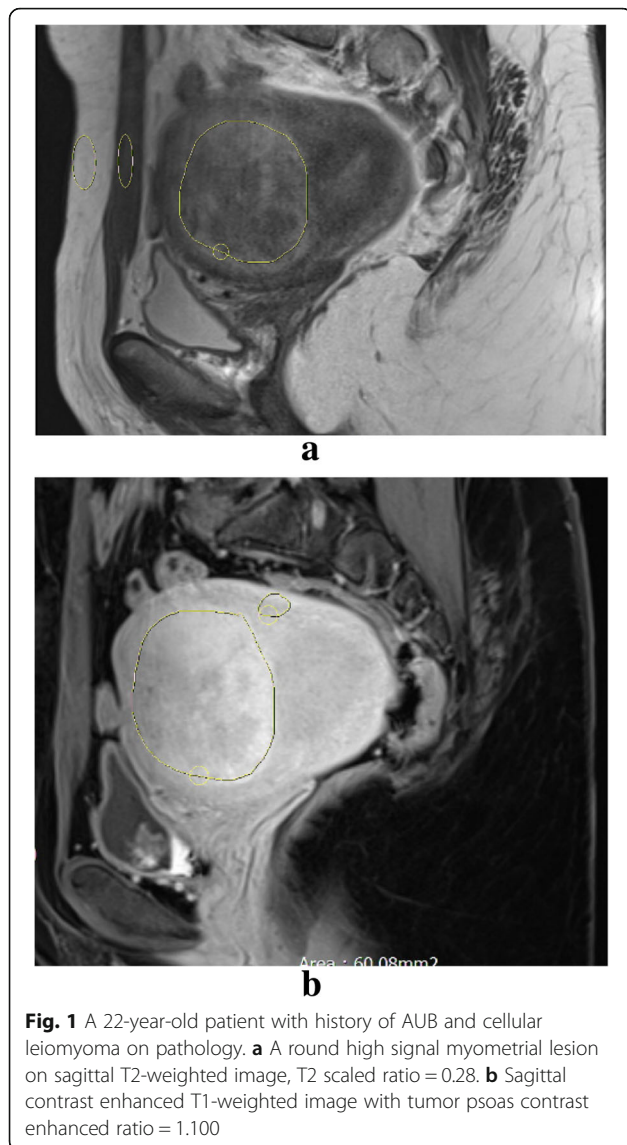 a
Area : 60.08mm2
b
Fig. 1 A 22-year-old patient with history of AUB and cellular
leiomyoma on pathology. a A round high signal myometrial lesion
on sagittal T2-weighted image, T2 scaled ratio = 0.28. b Sagittal
contrast enhanced T1-weighted image with tumor psoas contrast
enhanced ratio = 1.100